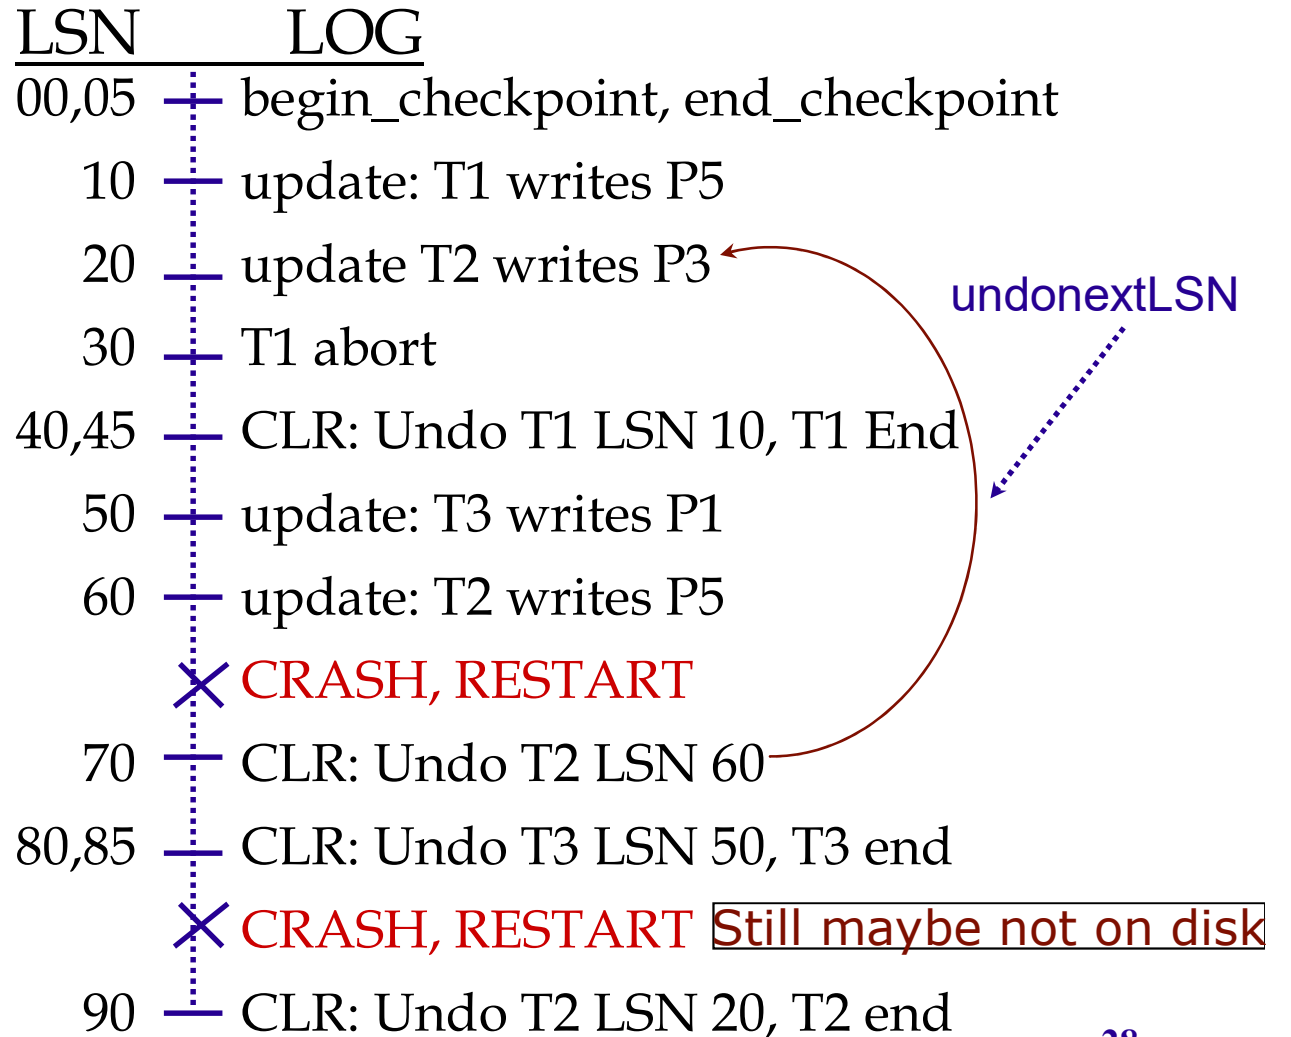 LSN LOG
00,05 begin_checkpoint, end_checkpoint
10 update: T1 writes P5
20 update T2 writes P3
undonextLSN
30 T1 abort
40,45 CLR: Undo T1 LSN 10, T1 End
50 update: T3 writes P1
60 update: T2 writes P5
CRASH, RESTART
70 CLR: Undo T2 LSN 60
80,85 CLR: Undo T3 LSN 50, T3 end
CRASH, RESTART Still maybe not on disk
90 CLR: Undo T2 LSN 20, T2 end